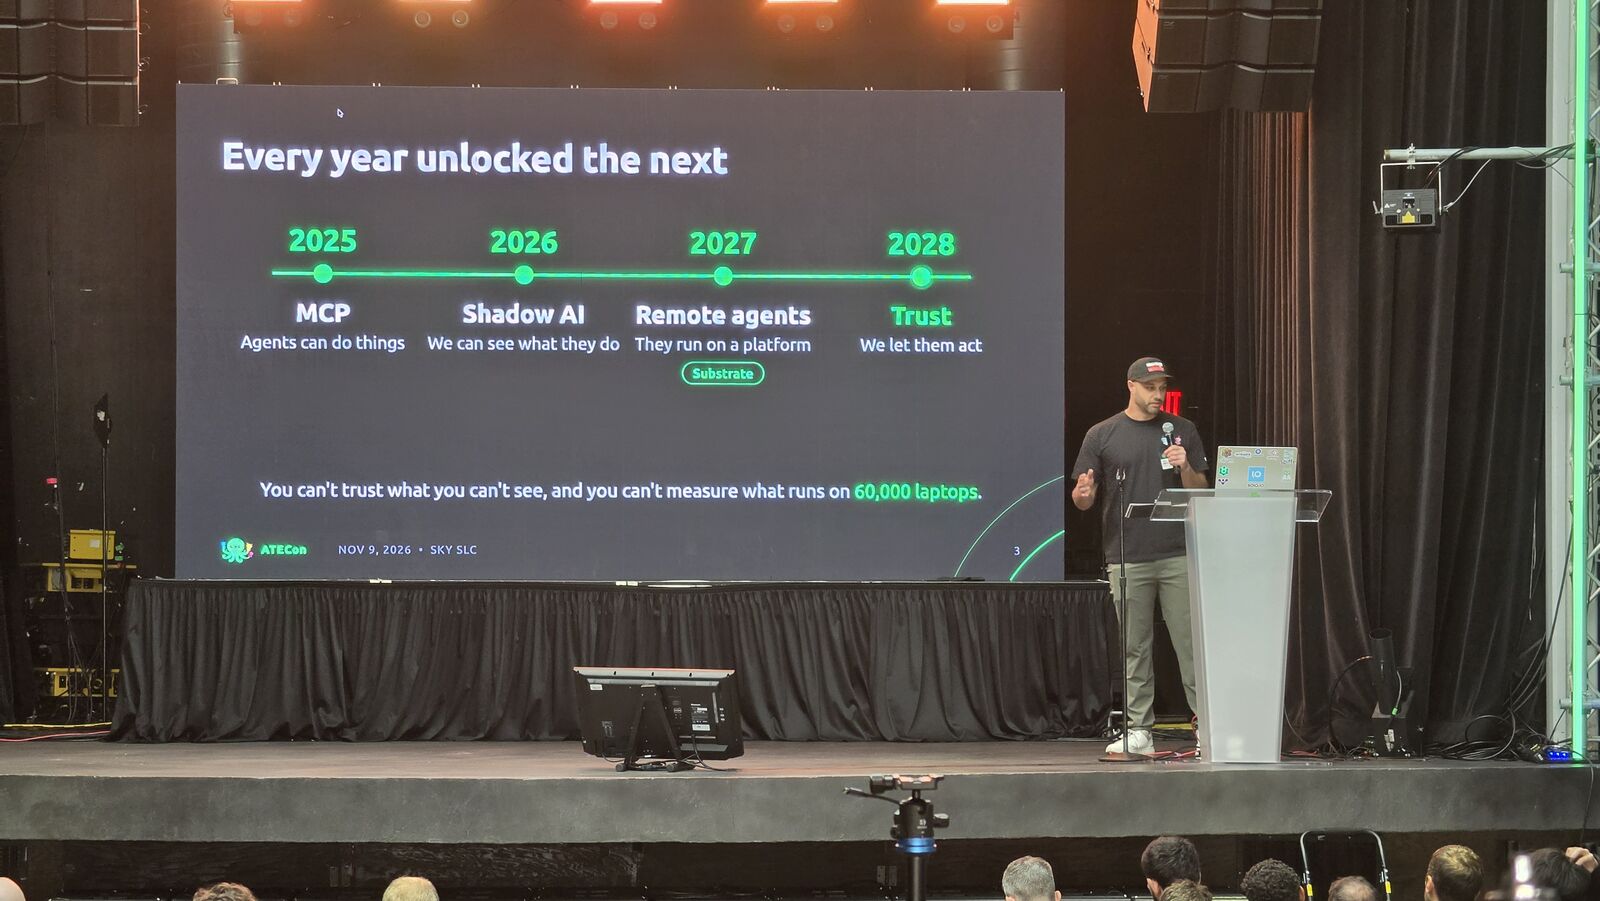 Every year unlocked the next
2025 2026 2027 2028
MCP Shadow AI Remote agents Trust
Agents can do things We can see what they do They run on a platform We let them act
Substrate
You can't trust what you can't see, and you can't measure what runs on 60,000 laptops.
ATECon NOV 9, 2026 • SKY SLC 3